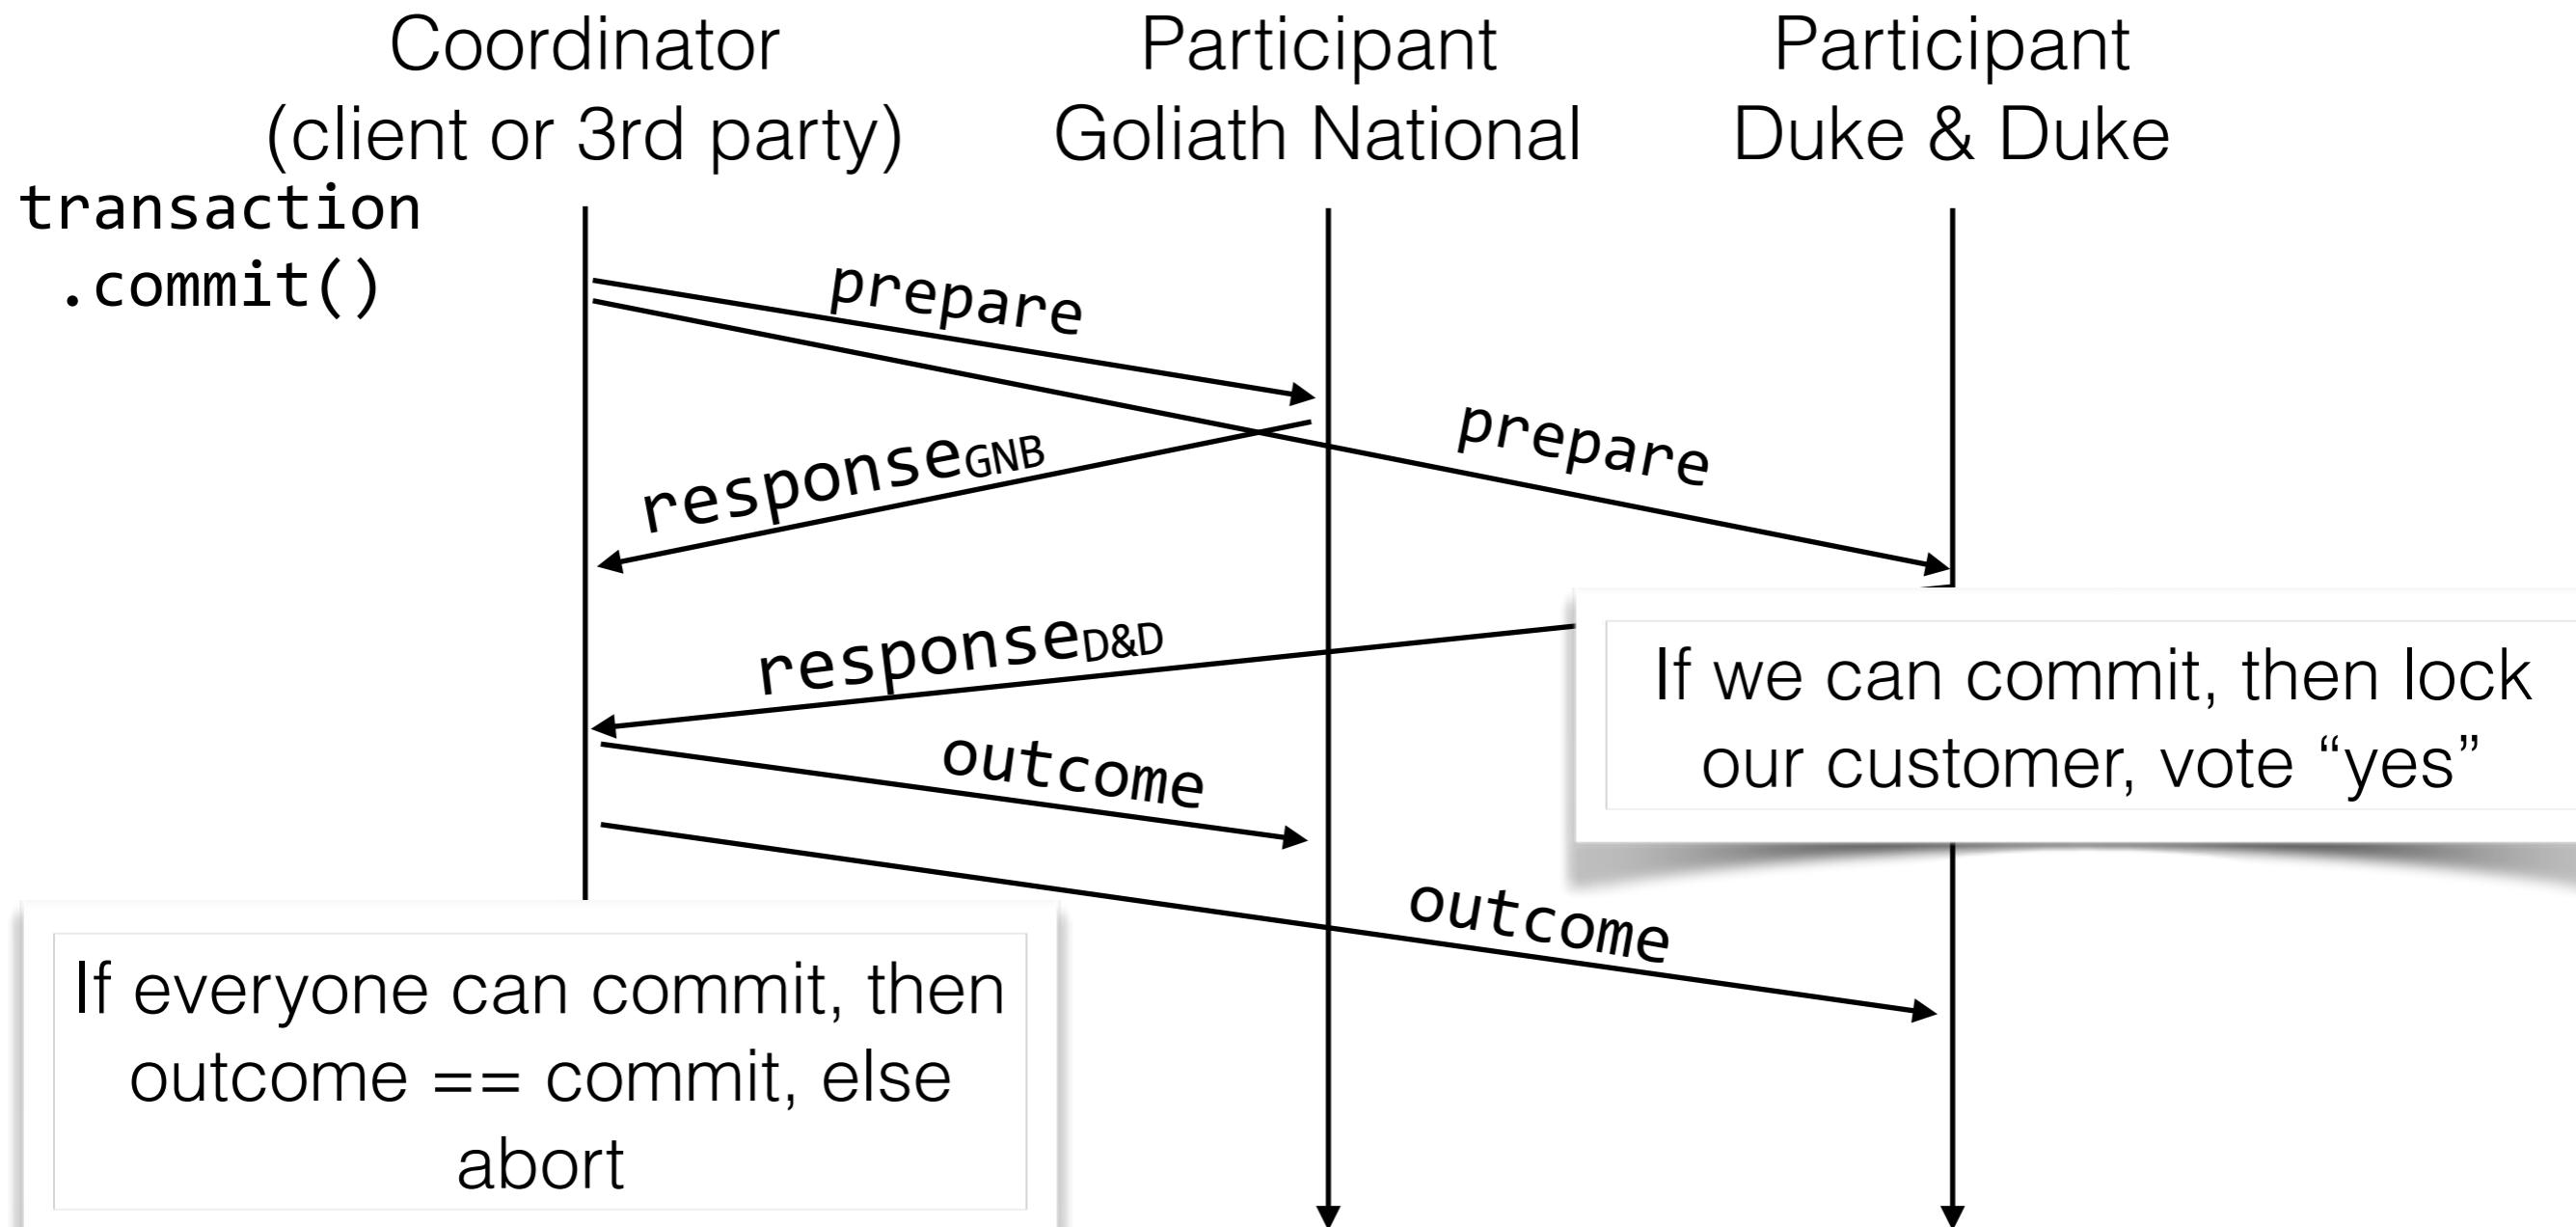 Coordinator
(client or 3rd party)
Participant
Goliath National
Participant
Duke & Duke
transaction
.commit()
prepare
prepare
responseGNB
responseD&D
If we can commit, then lock
our customer, vote “yes”
outcome
outcome
If everyone can commit, then
outcome == commit, else
abort